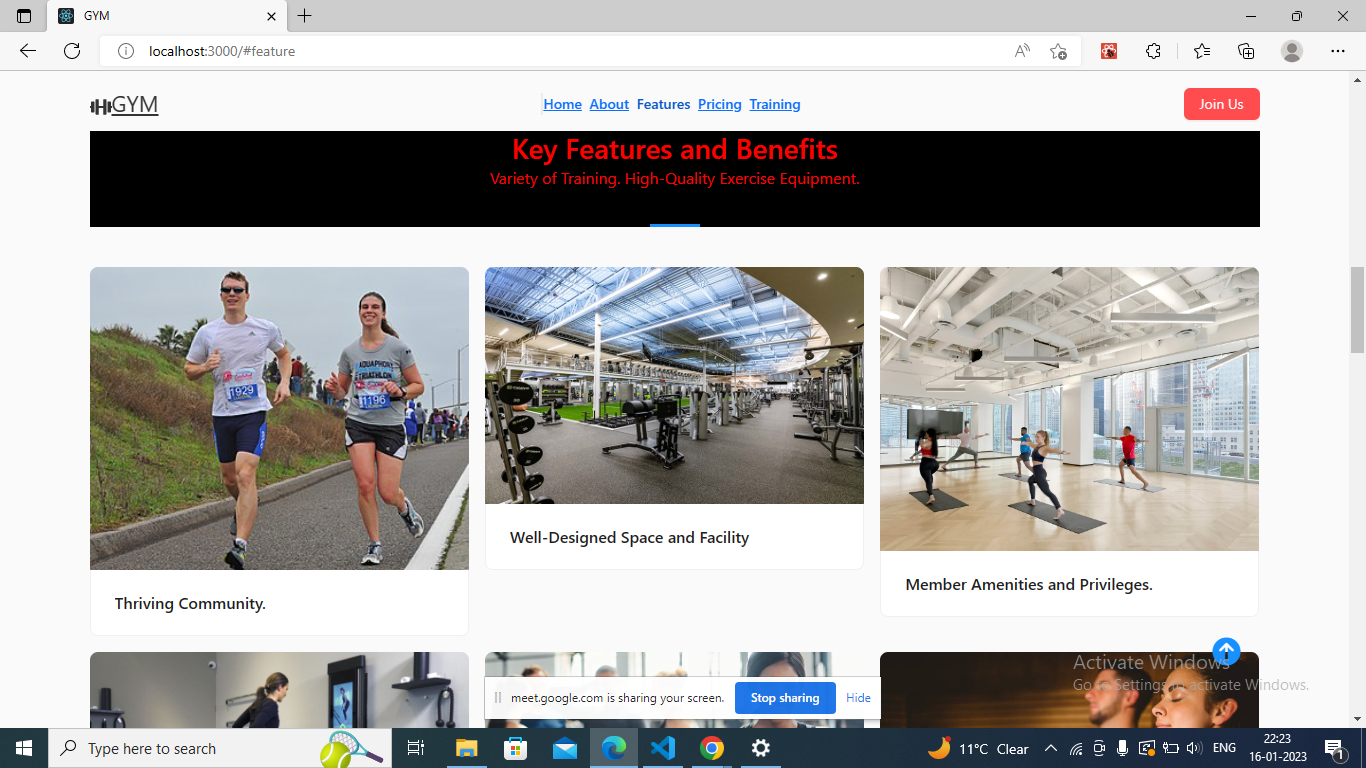 GYM
localhost:3000/#feature
GYM
Home About Features Pricing Training
Join Us
Key Features and Benefits
Variety of Training. High-Quality Exercise Equipment.
1929
AQUAPHOR
TRIATHLON
1196
Well-Designed Space and Facility
Member Amenities and Privileges.
Thriving Community.
Activate Windows
Go to Settings to activate Windows.
meet.google.com is sharing your screen.
Stop sharing
Hide
Type here to search
11°C Clear
ENG
22:23
16-01-2023
1